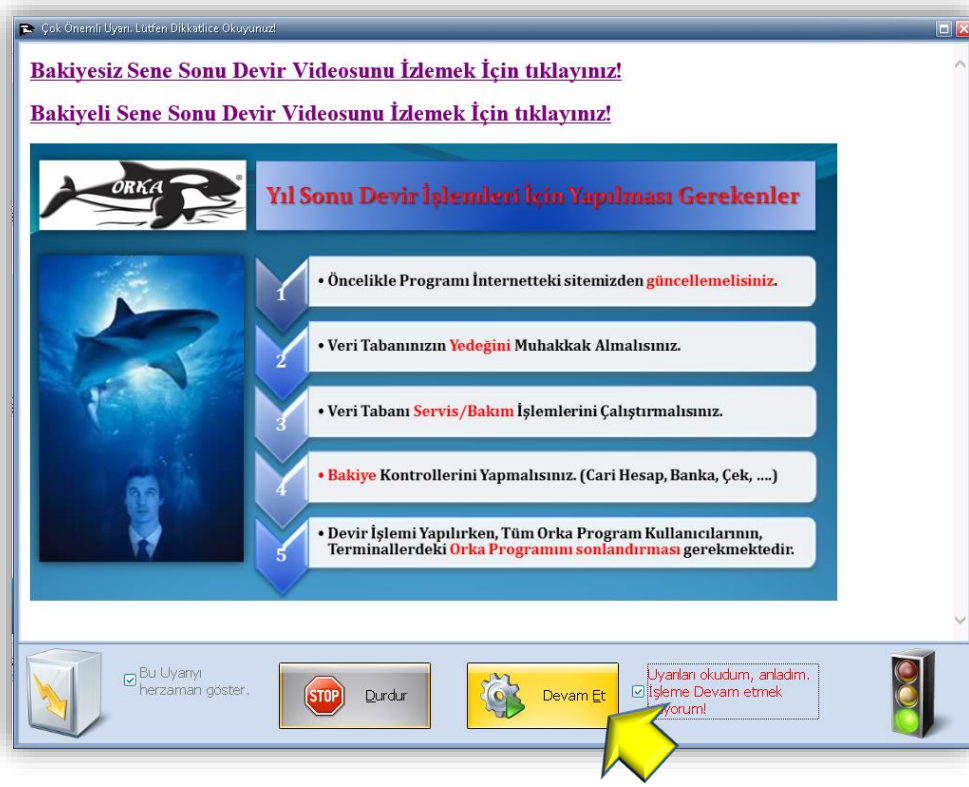 Çok Önemli Uyarı. Lütfen Dikkatlice Okuyunuz!
Bakiyesiz Sene Sonu Devir Videosunu İzlemek İçin tıklayınız!
Bakiyeli Sene Sonu Devir Videosunu İzlemek İçin tıklayınız!
ORKA
®
Yıl Sonu Devir İşlemleri İçin Yapılması Gerekenler
1
• Öncelikle Programı İnternetteki sitemizden güncellemelisiniz.
2
• Veri Tabanınızın Yedeğini Muhakkak Almalısınız.
3
• Veri Tabanı Servis/Bakım İşlemlerini Çalıştırmalısınız.
4
• Bakiye Kontrollerini Yapmalısınız. (Cari Hesap, Banka, Çek, ....)
5
• Devir İşlemi Yapılırken, Tüm Orka Program Kullanıcılarının,
Terminallerdeki Orka Programını sonlandırması gerekmektedir.
Bu Uyarıyı
herzaman göster.
STOP
Durdur
Devam Et
Uyarıları okudum, anladım.
İşleme Devam etmek